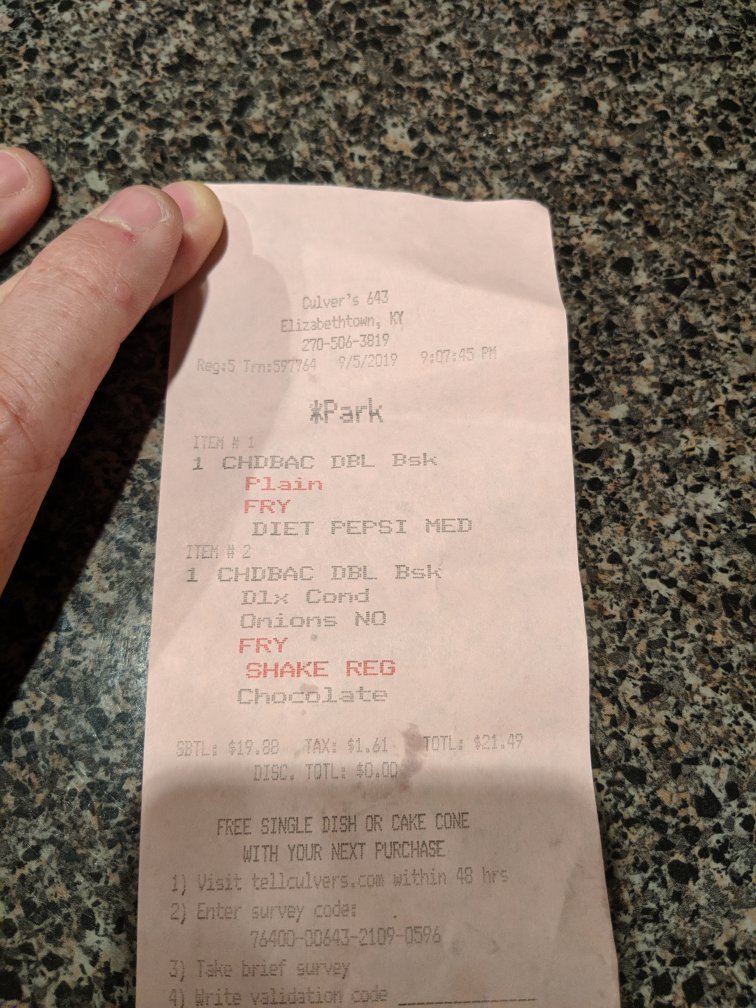 Culver's 643
Elizabethtown, KY
270-506-3819
Reg:5 Trn:597764 9/5/2019 9:07:45 PM
*Park
ITEM # 1
1 CHDBAC DBL Bsk
Plain
FRY
DIET PEPSI MED
ITEM # 2
1 CHDBAC DBL Bsk
Dlx Cond
Onions NO
FRY
SHAKE REG
Chocolate
SBTL: $19.88 TAX: $1.61 TOTL: $21.49
DISC. TOTL: $0.00
FREE SINGLE DISH OR CAKE CONE
WITH YOUR NEXT PURCHASE
1) Visit tellculvers.com within 48 hrs
2) Enter survey code:
76400-00643-2109-0596
3) Take brief survey
4) Write validation code ____________